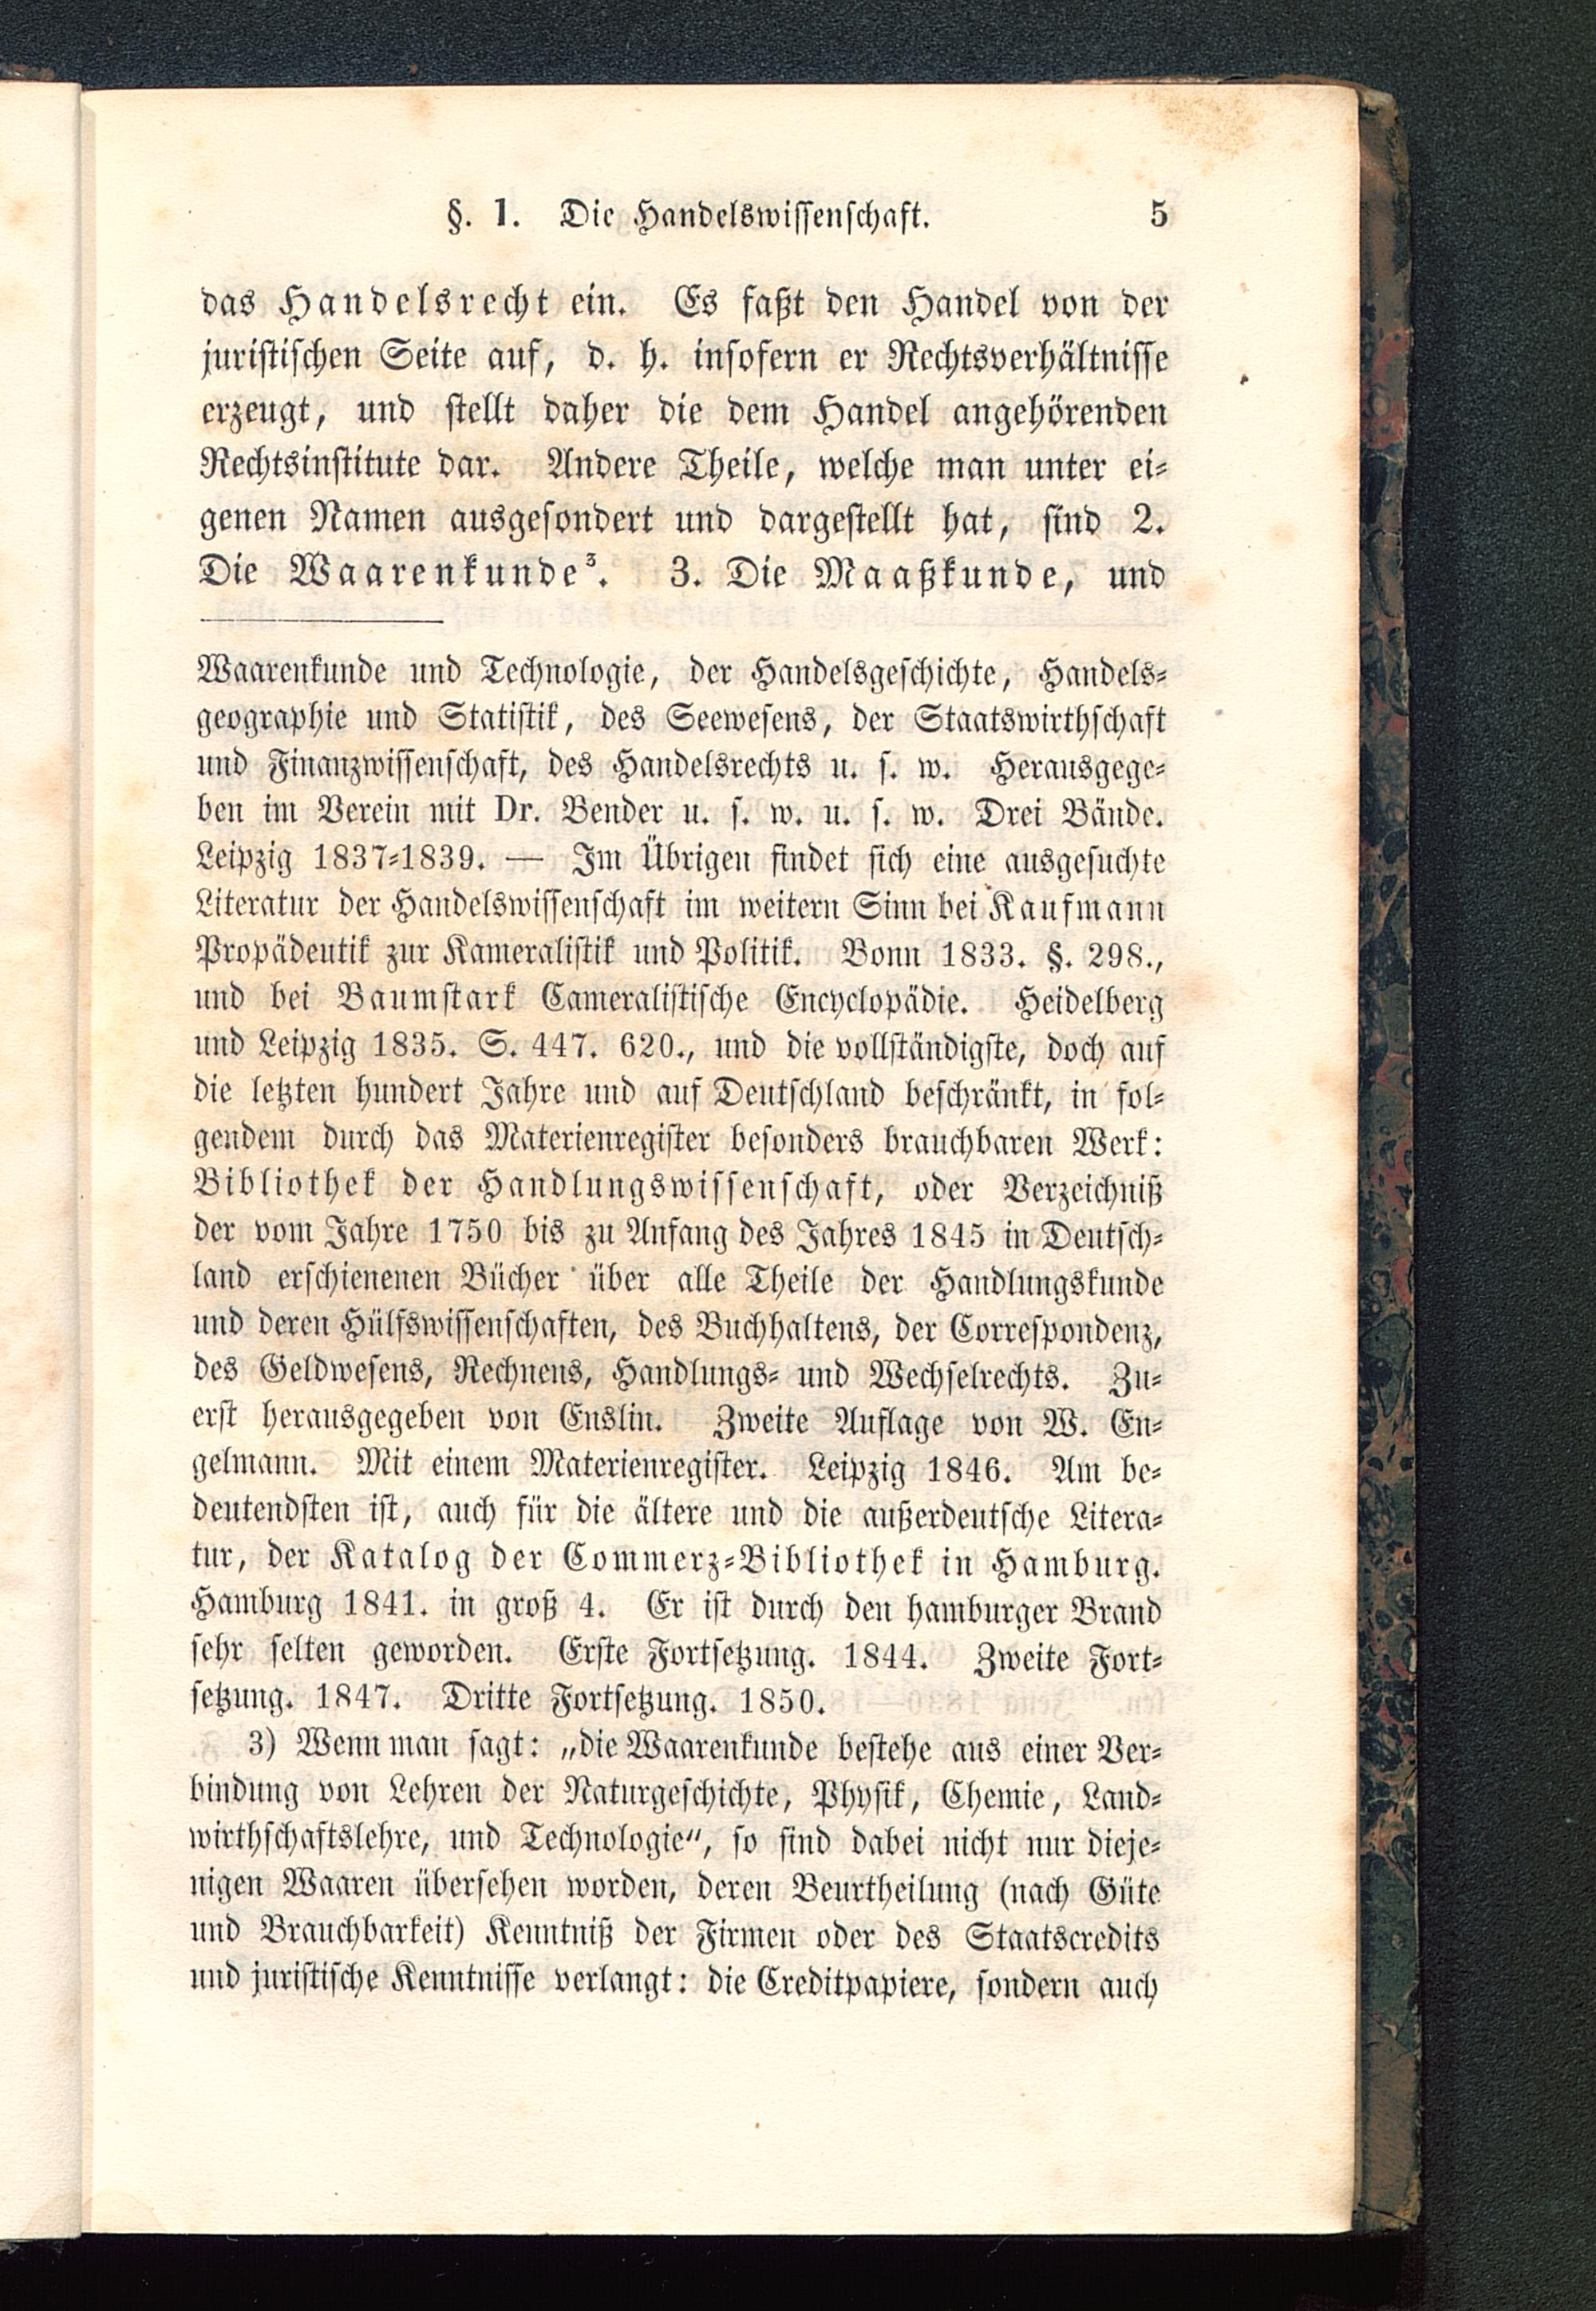 §. 1. Die Handelswissenschaft. 5
das Handelsrecht ein. Es faßt den Handel von der
juristischen Seite auf, d. h. insofern er Rechtsverhältnisse
erzeugt, und stellt daher die dem Handel angehörenden
Rechtsinstitute dar. Andere Theile, welche man unter ei-
genen Namen ausgesondert und dargestellt hat, sind 2.
Die Waarenkunde³. 3. Die Maaßkunde, und
Waarenkunde und Technologie, der Handelsgeschichte, Handels-
geographie und Statistik, des Seewesens, der Staatswirthschaft
und Finanzwissenschaft, des Handelsrechts u. s. w. Herausgege-
ben im Verein mit Dr. Bender u. s. w. u. s. w. Drei Bände.
Leipzig 1837-1839. — Im Übrigen findet sich eine ausgesuchte
Literatur der Handelswissenschaft im weitern Sinn bei Kaufmann
Propädeutik zur Kameralistik und Politik. Bonn 1833. §. 298.,
und bei Baumstark Cameralistische Encyclopädie. Heidelberg
und Leipzig 1835. S. 447. 620., und die vollständigste, doch auf
die letzten hundert Jahre und auf Deutschland beschränkt, in fol-
gendem durch das Materienregister besonders brauchbaren Werk:
Bibliothek der Handlungswissenschaft, oder Verzeichniß
der vom Jahre 1750 bis zu Anfang des Jahres 1845 in Deutsch-
land erschienenen Bücher über alle Theile der Handlungskunde
und deren Hülfswissenschaften, des Buchhaltens, der Correspondenz,
des Geldwesens, Rechnens, Handlungs- und Wechselrechts. Zu-
erst herausgegeben von Enslin. Zweite Auflage von W. En-
gelmann. Mit einem Materienregister. Leipzig 1846. Am be-
deutendsten ist, auch für die ältere und die außerdeutsche Litera-
tur, der Katalog der Commerz-Bibliothek in Hamburg.
Hamburg 1841. in groß 4. Er ist durch den hamburger Brand
sehr selten geworden. Erste Fortsetzung. 1844. Zweite Fort-
setzung. 1847. Dritte Fortsetzung. 1850.
3) Wenn man sagt: „die Waarenkunde bestehe aus einer Ver-
bindung von Lehren der Naturgeschichte, Physik, Chemie, Land-
wirthschaftslehre, und Technologie“, so sind dabei nicht nur dieje-
nigen Waaren übersehen worden, deren Beurtheilung (nach Güte
und Brauchbarkeit) Kenntniß der Firmen oder des Staatscredits
und juristische Kenntnisse verlangt: die Creditpapiere, sondern auch